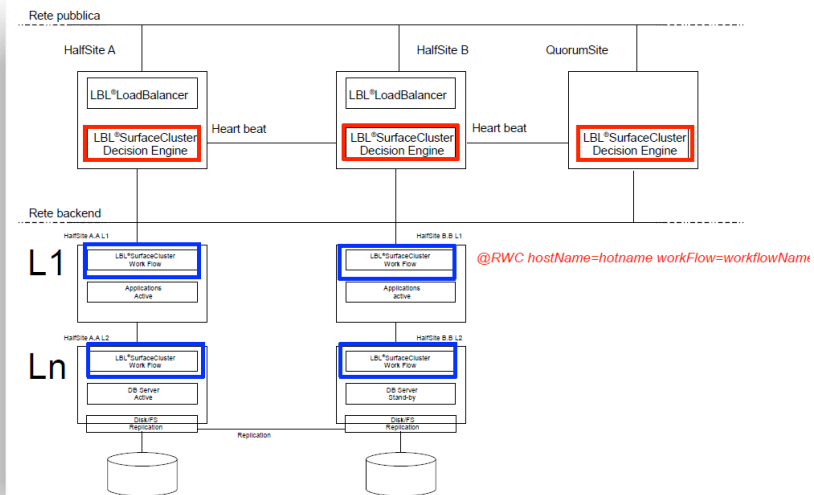 Rete pubblica
HalfSite A
HalfSite B
QuorumSite
LBL®LoadBalancer
LBL®LoadBalancer
LBL®SurfaceCluster
Decision Engine
Heart beat
LBL®SurfaceCluster
Decision Engine
Heart beat
LBL®SurfaceCluster
Decision Engine
Rete backend
HalfSite A.A L1
HalfSite B.B L1
L1
LBL®SurfaceCluster
Work Flow
LBL®SurfaceCluster
Work Flow
@RWC hostName=hotname workFlow=workflowName
Applications
Active
Applications
active
HalfSite A.A L2
HalfSite B.B L2
Ln
LBL®SurfaceCluster
Work Flow
LBL®SurfaceCluster
Work Flow
DB Server
Active
DB Server
Stand-by
Disk/FS
Replication
Replication
Disk/FS
Replication